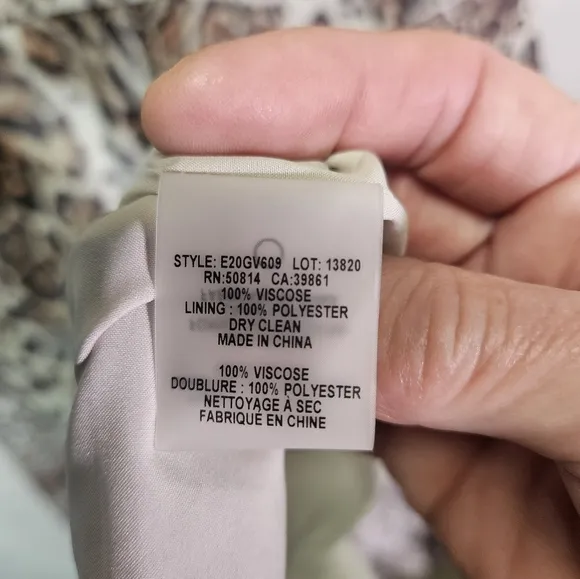 STYLE: E20GV609 LOT: 13820
RN:50814 CA:39861
100% VISCOSE
LINING : 100% POLYESTER
DRY CLEAN
MADE IN CHINA
100% VISCOSE
DOUBLURE : 100% POLYESTER
NETTOYAGE À SEC
FABRIQUÉ EN CHINE